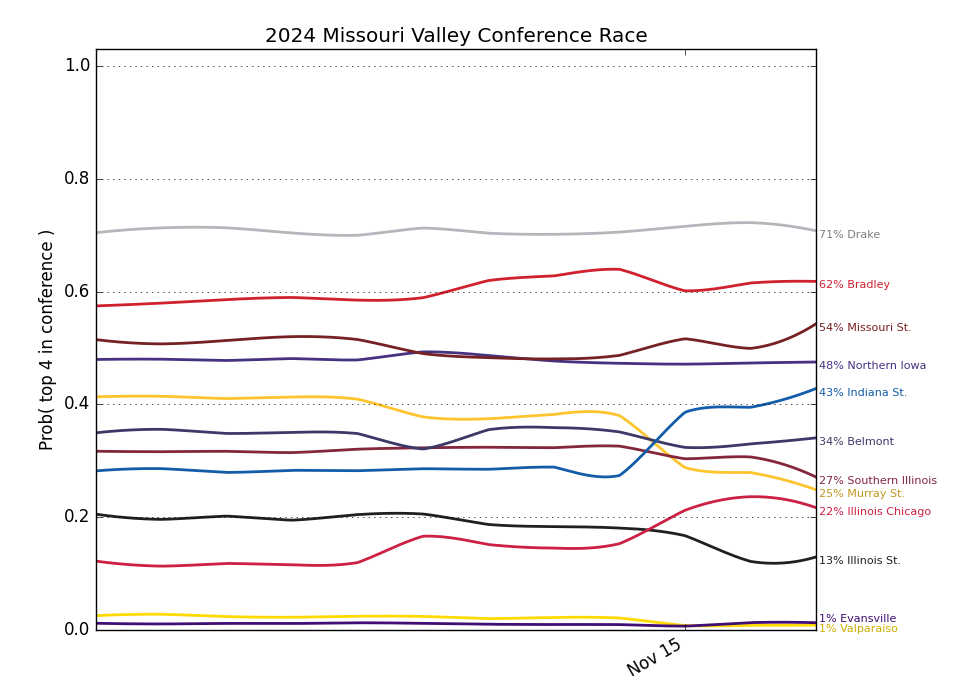 2024 Missouri Valley Conference Race
Prob( top 4 in conference )
1.0
0.8
0.6
0.4
0.2
0.0
Nov 15
71% Drake
62% Bradley
54% Missouri St.
48% Northern Iowa
43% Indiana St.
34% Belmont
27% Southern Illinois
25% Murray St.
22% Illinois Chicago
13% Illinois St.
1% Evansville
1% Valparaiso